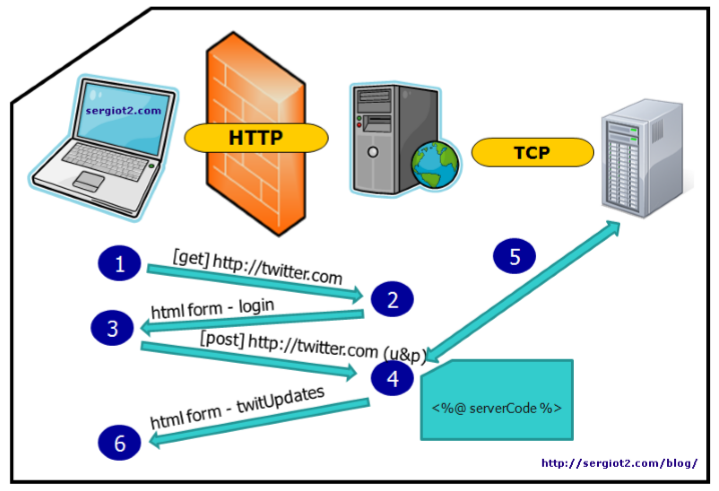 sergiot2.com
HTTP
TCP
1
[get] http://twitter.com
2
html form - login
3
[post] http://twitter.com (u&p)
4
5
<%@ serverCode %>
html form - twitUpdates
6
http://sergiot2.com/blog/